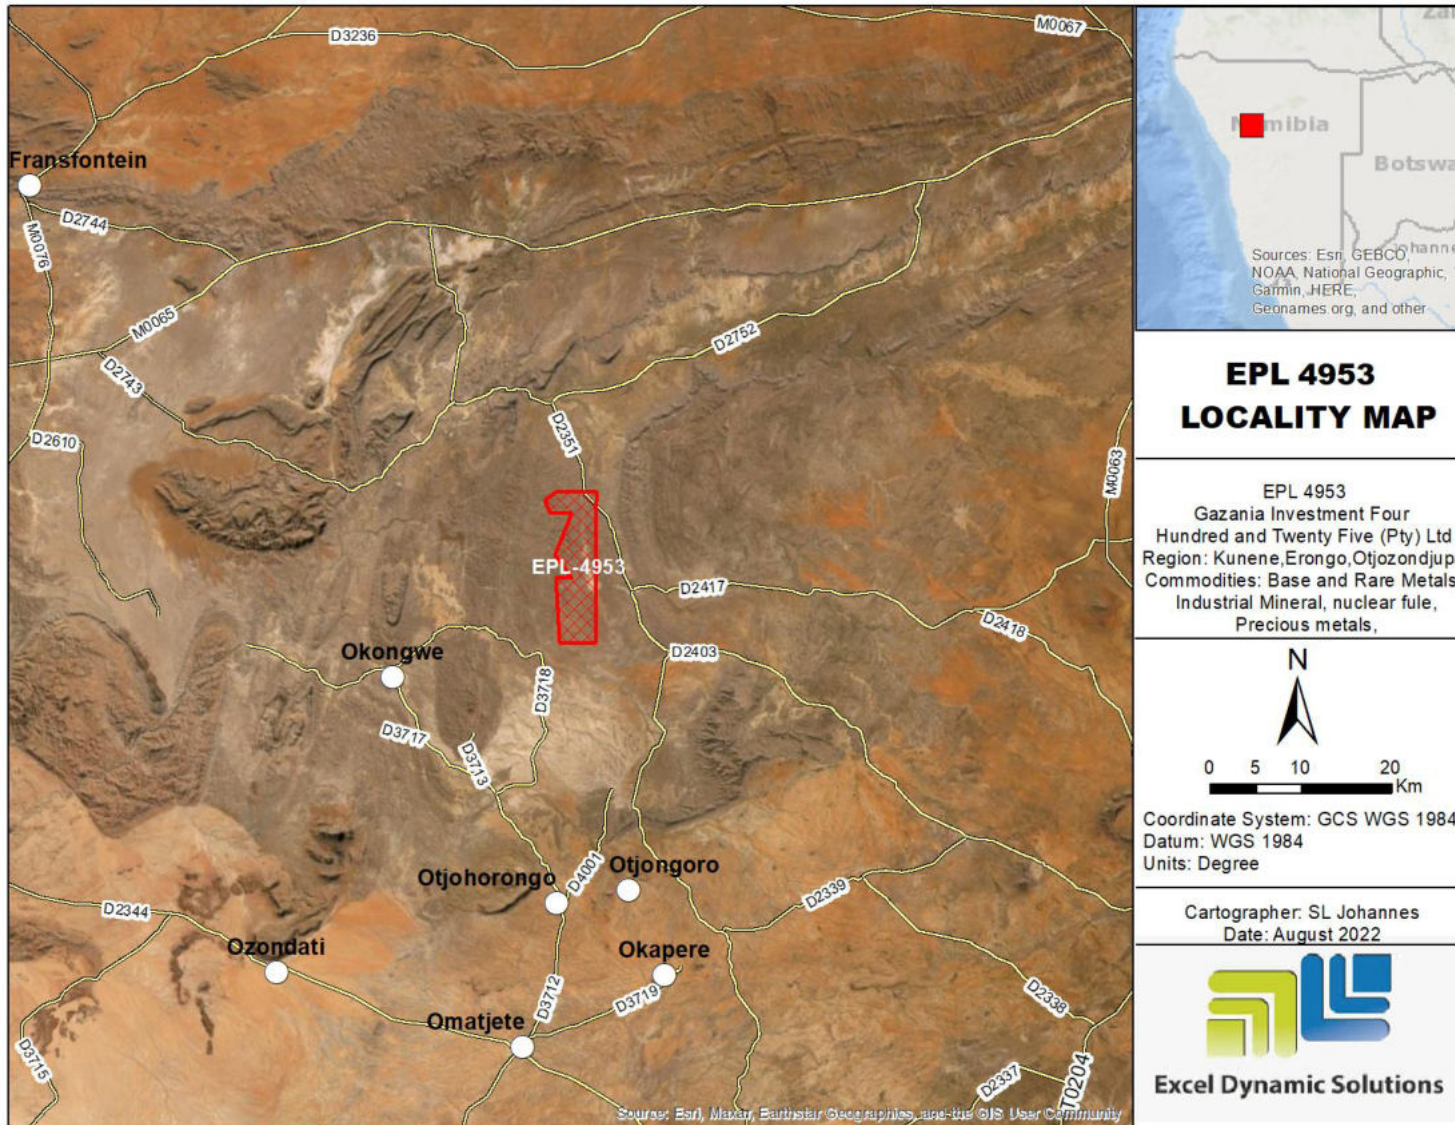 D3236
M0067
Fransfontein
D2744
M0076
M0065
D2743
D2752
D2351
D2610
M0063
EPL-4953
D2417
D2418
D2403
Okongwe
D3718
D3717
D3713
Otjohorongo
D4001
Otjongoro
D2339
D2344
Ozondati
Okapere
D3712
D3719
D2338
Omatjete
D3715
D2337
T0204
Source: Esri, Maxar, Earthstar Geographics, and the GIS User Community
Za
Namibia
Botswa
Johanne
Sources: Esri, GEBCO,
NOAA, National Geographic,
Garmin, HERE,
Geonames.org, and other
EPL 4953
LOCALITY MAP
EPL 4953
Gazania Investment Four
Hundred and Twenty Five (Pty) Ltd
Region: Kunene,Erongo,Otjozondjup
Commodities: Base and Rare Metals
Industrial Mineral, nuclear fule,
Precious metals,
N
0 5 10 20
Km
Coordinate System: GCS WGS 1984
Datum: WGS 1984
Units: Degree
Cartographer: SL Johannes
Date: August 2022
Excel Dynamic Solutions